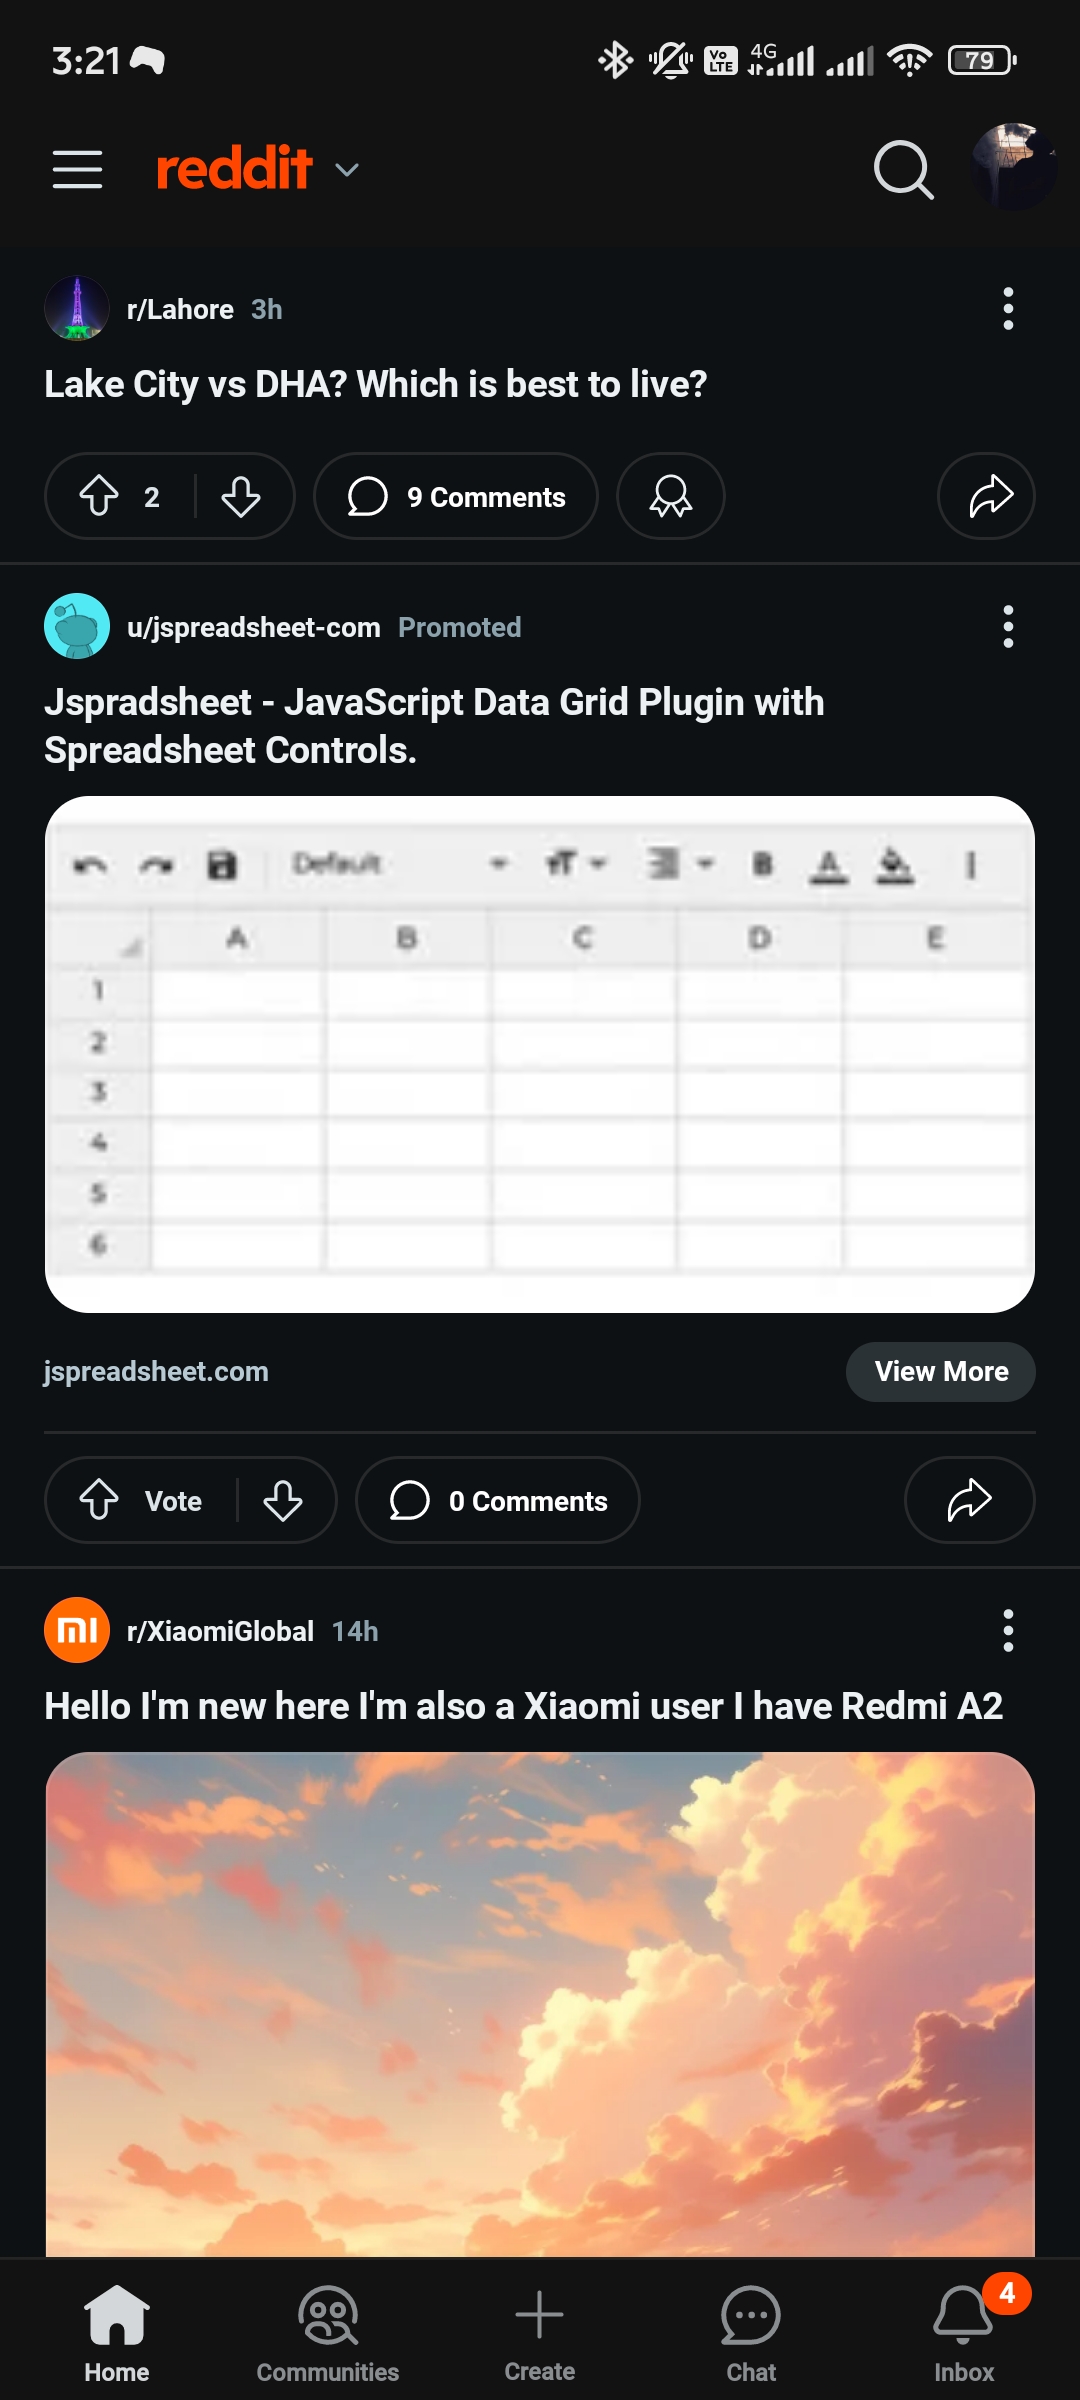 3:21
Vo
LTE
4G
79
reddit
r/Lahore 3h
Lake City vs DHA? Which is best to live?
2
9 Comments
u/jspreadsheet-com Promoted
Jspradsheet - JavaScript Data Grid Plugin with
Spreadsheet Controls.
Default
B A
A B C D E
1
2
3
4
5
6
jspreadsheet.com
View More
Vote
0 Comments
r/XiaomiGlobal 14h
Hello I'm new here I'm also a Xiaomi user I have Redmi A2
4
Home
Communities
Create
Chat
Inbox